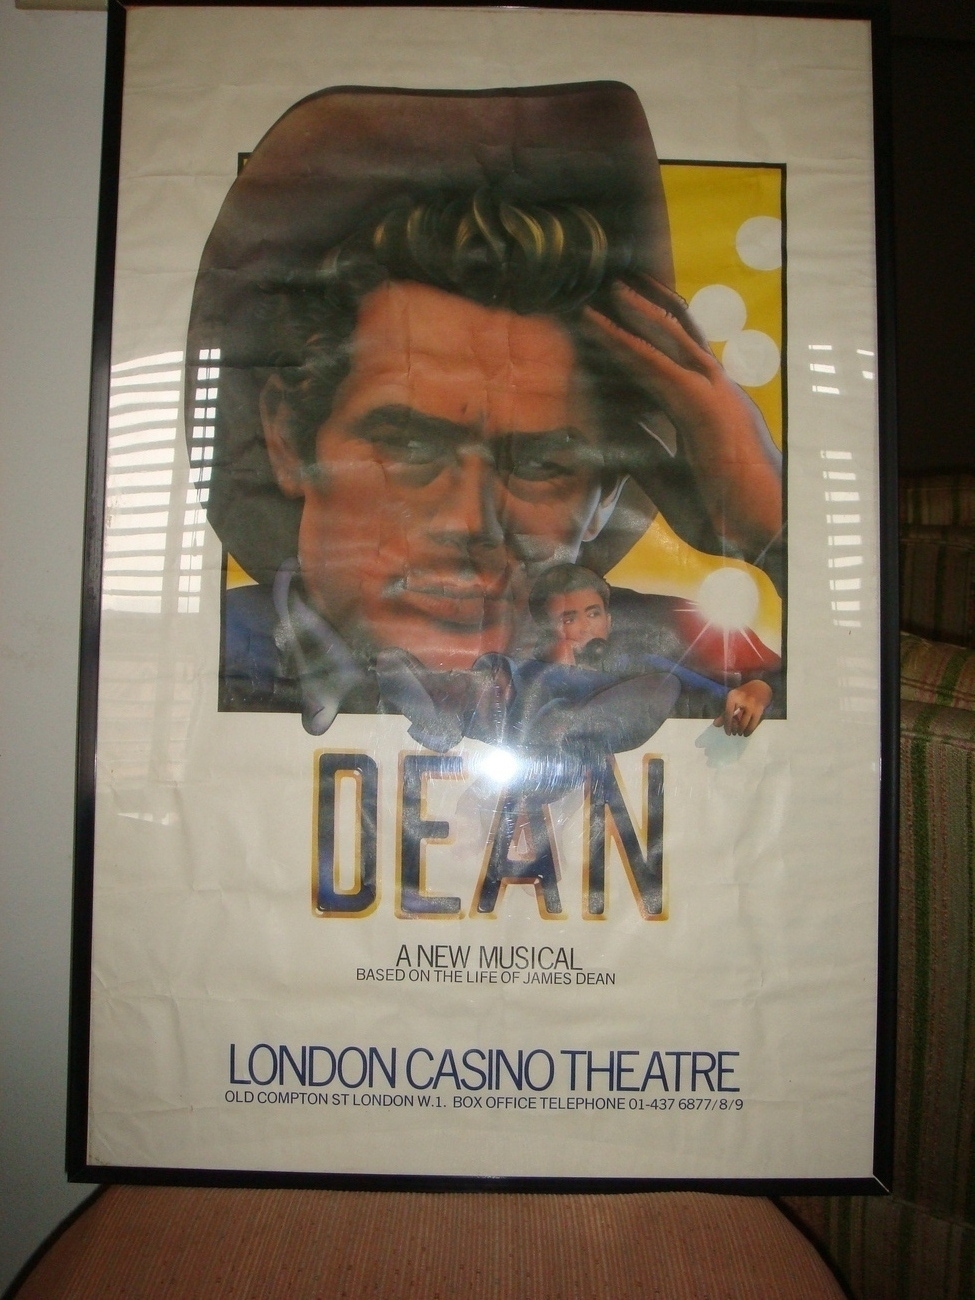 DEAN
A NEW MUSICAL
BASED ON THE LIFE OF JAMES DEAN
LONDON CASINO THEATRE
OLD COMPTON ST LONDON W.1. BOX OFFICE TELEPHONE 01-437 6877/8/9